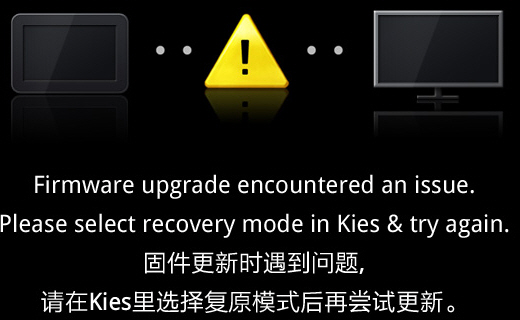 Firmware upgrade encountered an issue.
Please select recovery mode in Kies & try again.
固件更新时遇到问题,
请在Kies里选择复原模式后再尝试更新。